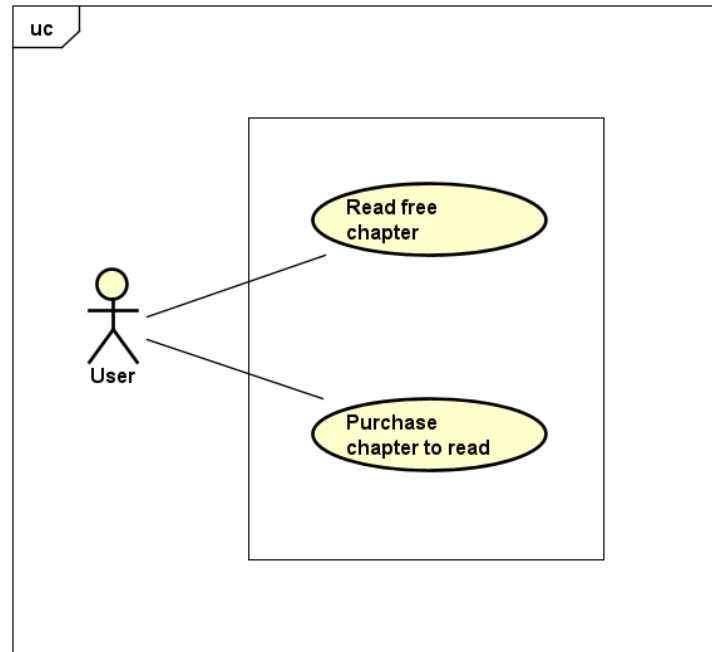 uc
Read free
chapter
User
Purchase
chapter to read